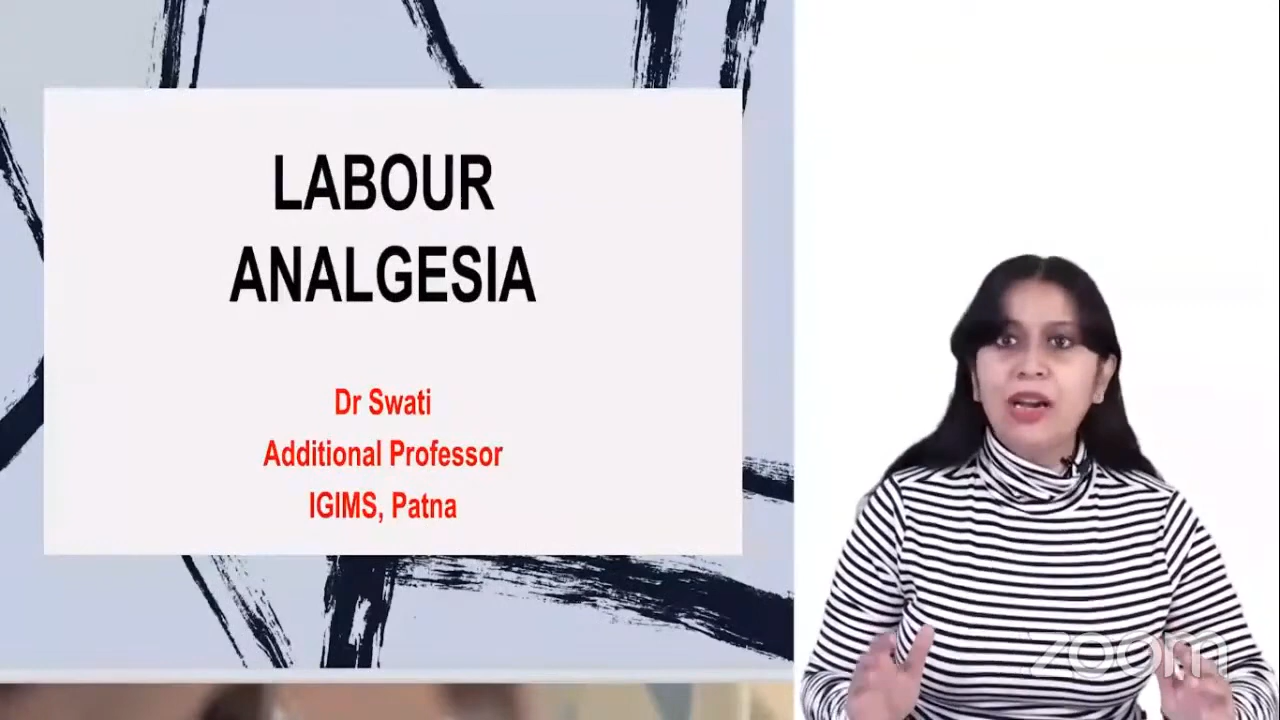 LABOUR
ANALGESIA
Dr Swati
Additional Professor
IGIMS, Patna
zoom